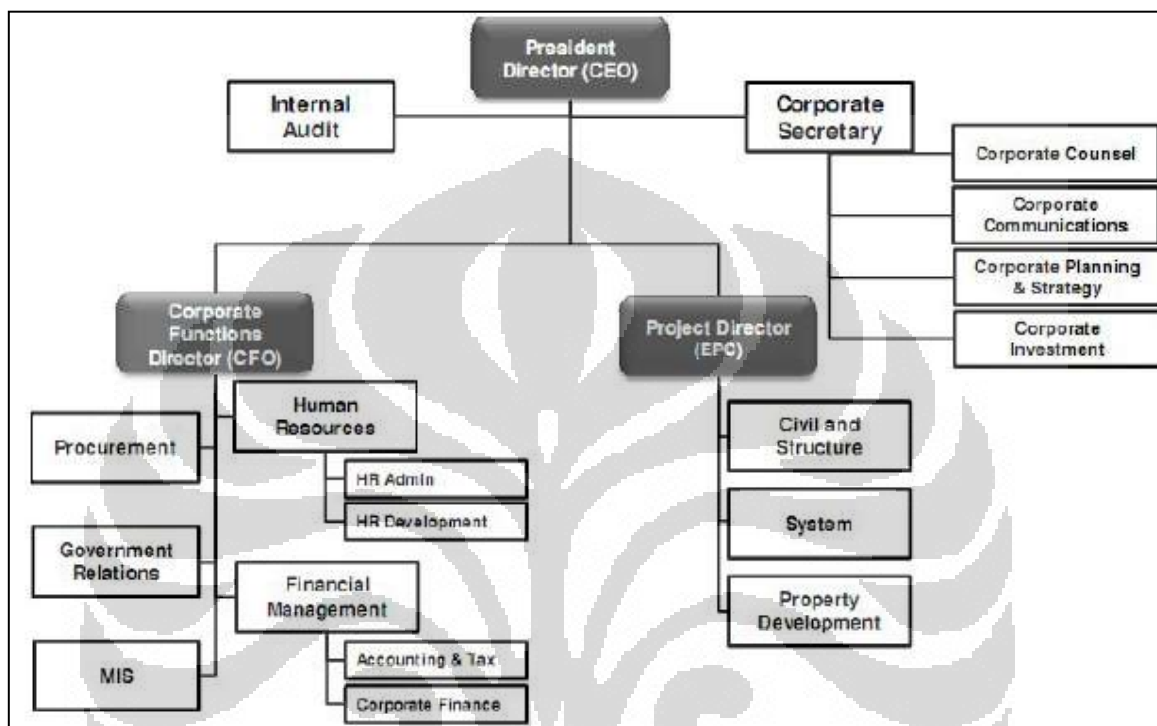 President
Director (CEO)
Internal
Audit
Corporate
Secretary
Corporate Counsel
Corporate
Communications
Corporate Planning
& Strategy
Corporate
Investment
Corporate
Functions
Director (CFO)
Project Director
(EPC)
Human
Resources
Procurement
HR Admin
HR Development
Government
Relations
Financial
Management
MIS
Accounting & Tax
Corporate Finance
Civil and
Structure
System
Property
Development